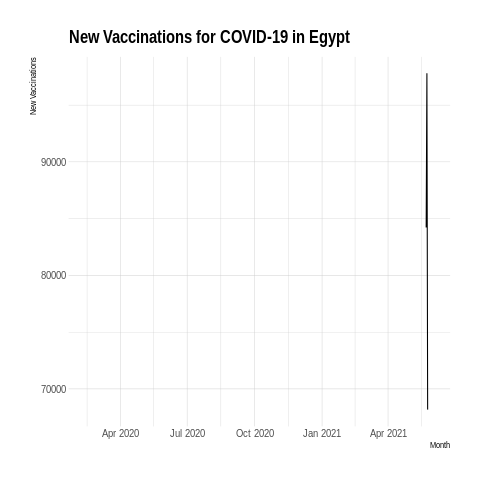 New Vaccinations for COVID-19 in Egypt
New Vaccinations
90000
80000
70000
Apr 2020 Jul 2020 Oct 2020 Jan 2021 Apr 2021
Month